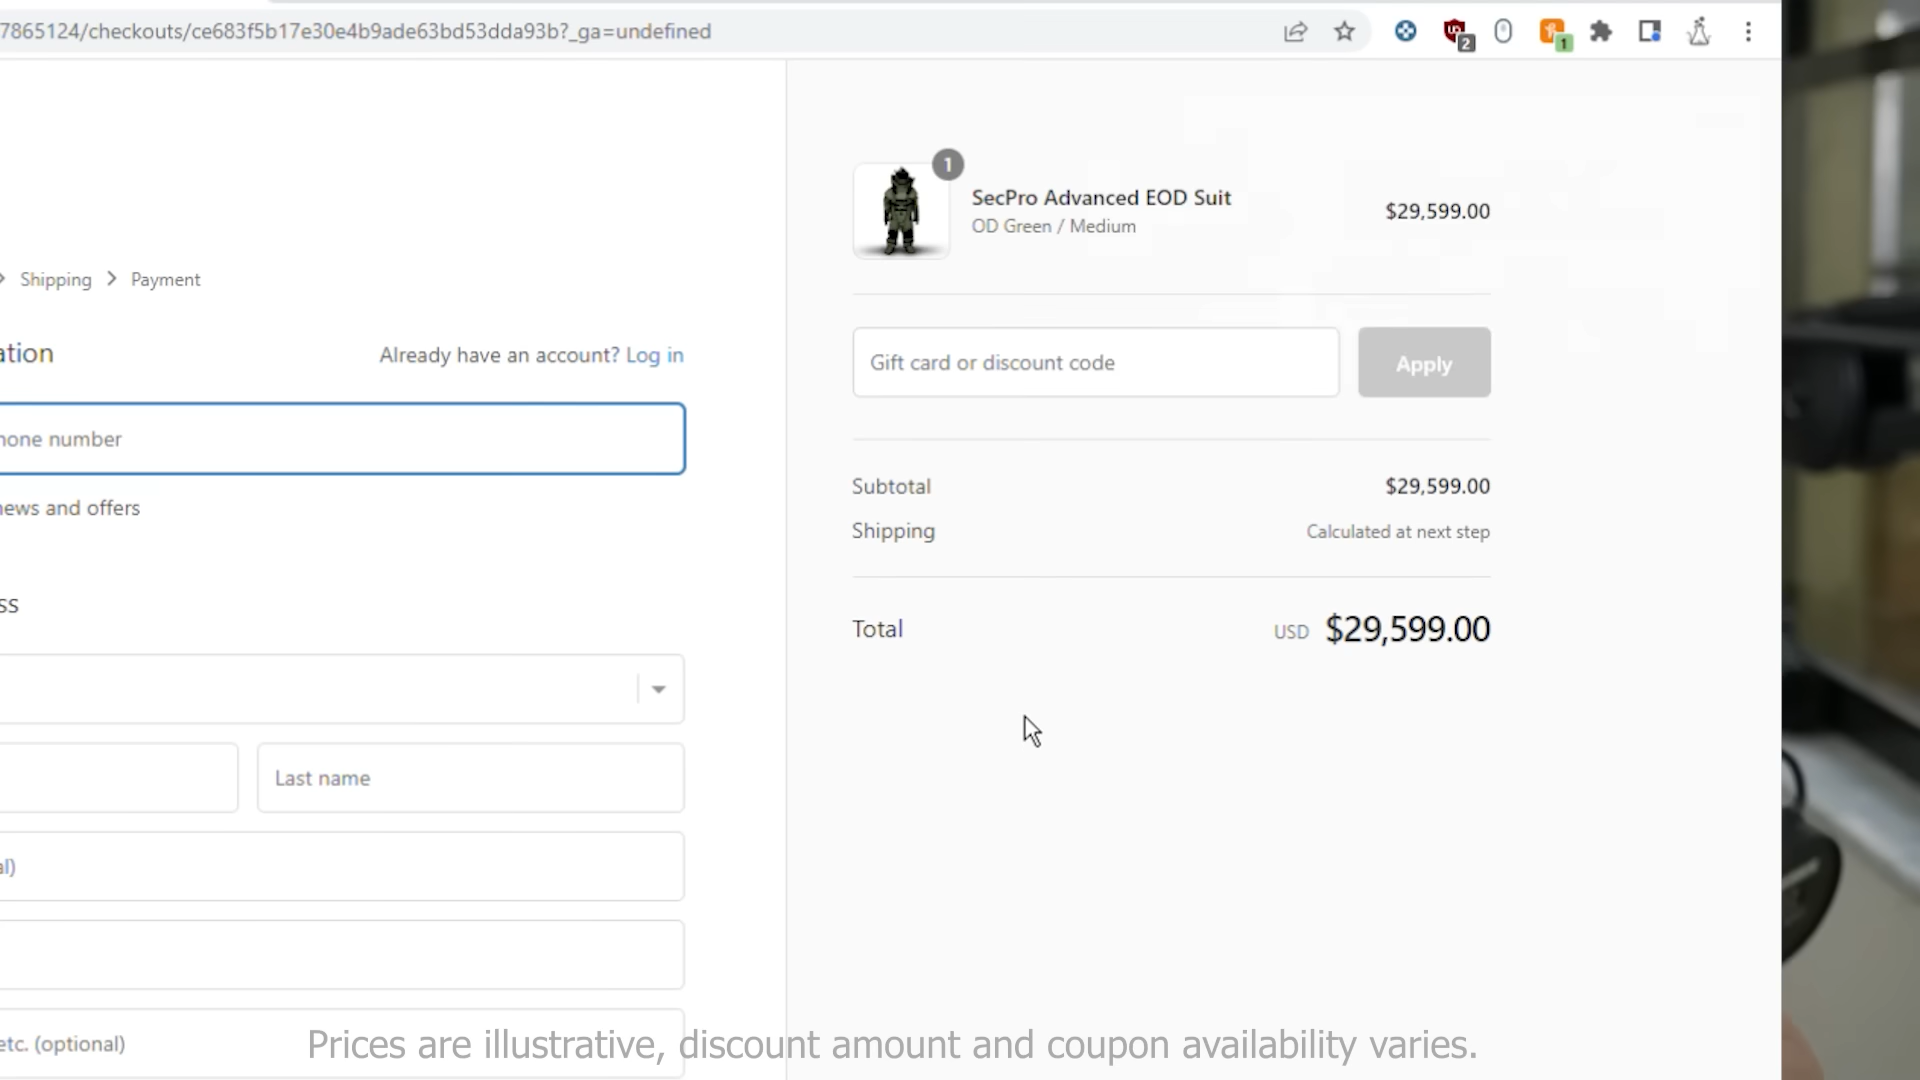 7865124/checkouts/ce683f5b17e30e4b9ade63bd53dda93b?_ga=undefined
2
1
1
SecPro Advanced EOD Suit
$29,599.00
OD Green / Medium
Shipping > Payment
ation
Already have an account? Log in
Gift card or discount code
Apply
hone number
news and offers
Subtotal
$29,599.00
Shipping
Calculated at next step
ss
Total
USD $29,599.00
Last name
al)
etc. (optional)
Prices are illustrative, discount amount and coupon availability varies.